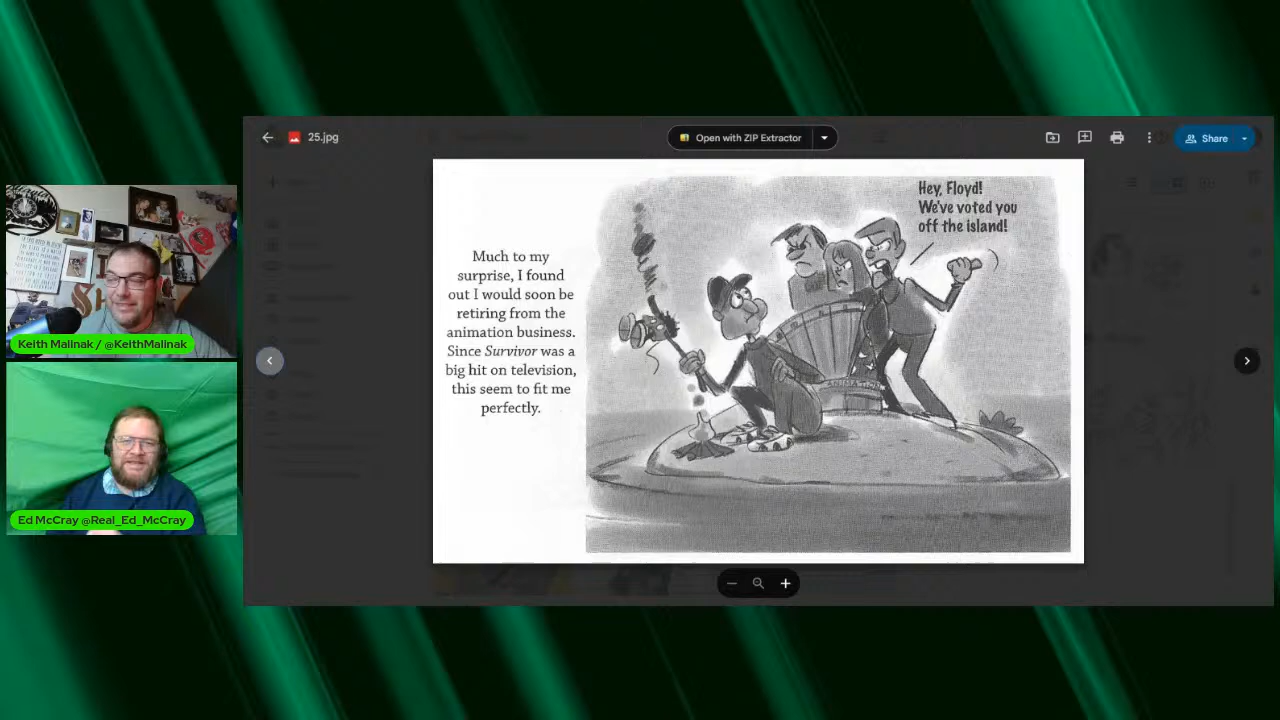 25.jpg
Open with ZIP Extractor
Share
Hey, Floyd!
We've voted you
off the island!
Much to my
surprise, I found
out I would soon be
retiring from the
animation business.
Since Survivor was a
big hit on television,
this seem to fit me
perfectly.
ANIMATION
Keith Malinak / @KeithMalinak
Ed McCray @Real_Ed_McCray